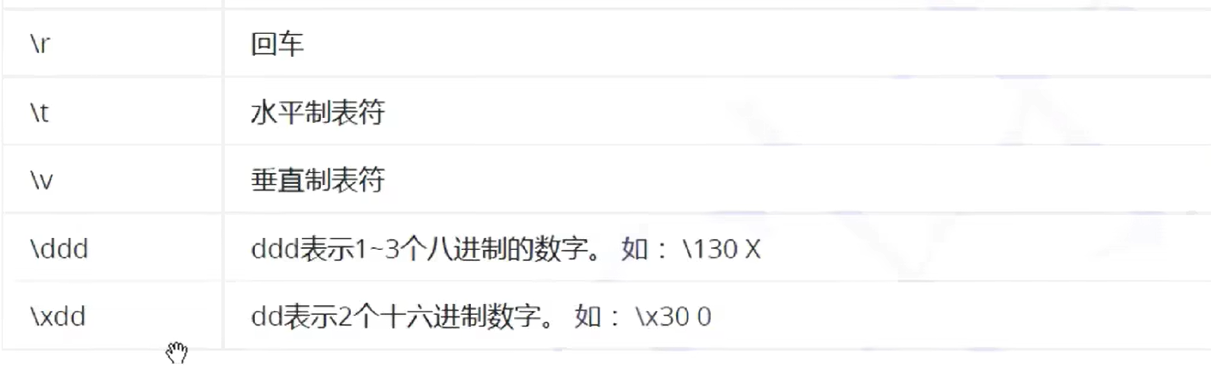 \r 回车
\t 水平制表符
\v 垂直制表符
\ddd ddd表示1~3个八进制的数字。 如： \130 X
\xdd dd表示2个十六进制数字。 如： \x30 0